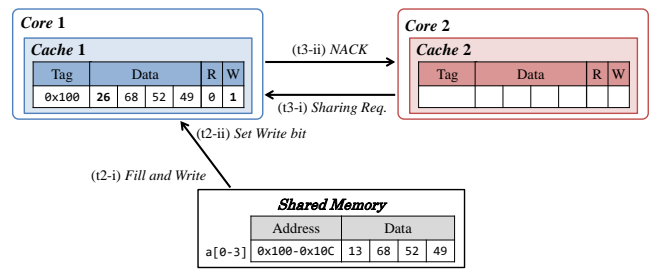 Core 1
Cache 1
Tag Data R W
0x100 26 68 52 49 0 1
(t3-ii) NACK
(t3-i) Sharing Req.
Core 2
Cache 2
Tag Data R W
(t2-ii) Set Write bit
(t2-i) Fill and Write
Shared Memory
Address Data
a[0-3] 0x100-0x10C 13 68 52 49